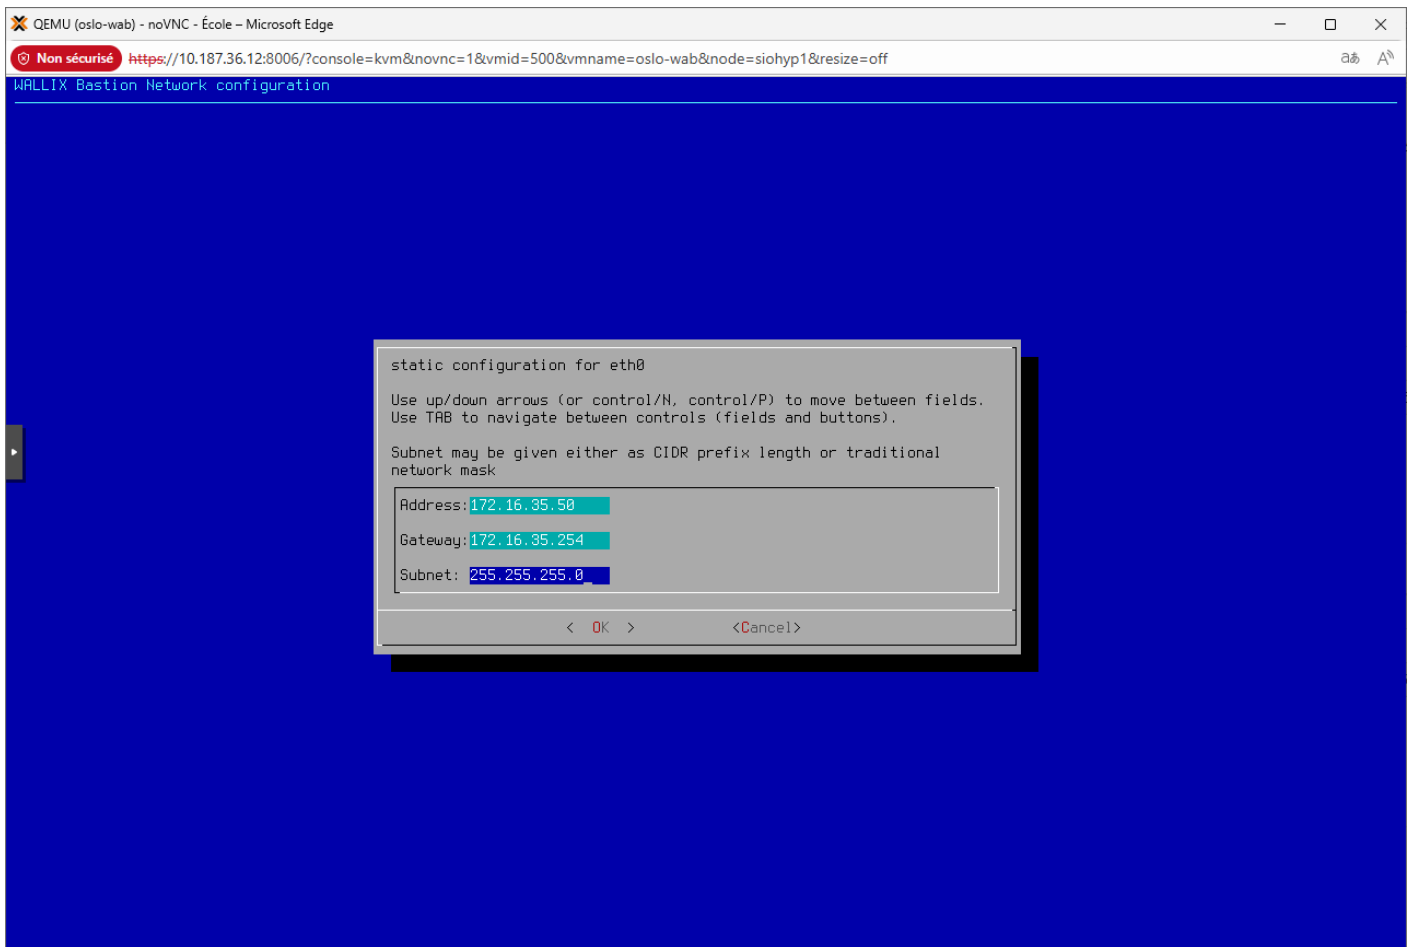 QEMU (oslo-wab) - noVNC - École – Microsoft Edge
Non sécurisé https://10.187.36.12:8006/?console=kvm&novnc=1&vmid=500&vmname=oslo-wab&node=siohyp1&resize=off
WALLIX Bastion Network configuration
static configuration for eth0
Use up/down arrows (or control/N, control/P) to move between fields.
Use TAB to navigate between controls (fields and buttons).
Subnet may be given either as CIDR prefix length or traditional
network mask
Address:172.16.35.50
Gateway:172.16.35.254
Subnet: 255.255.255.0_
< OK > <Cancel>